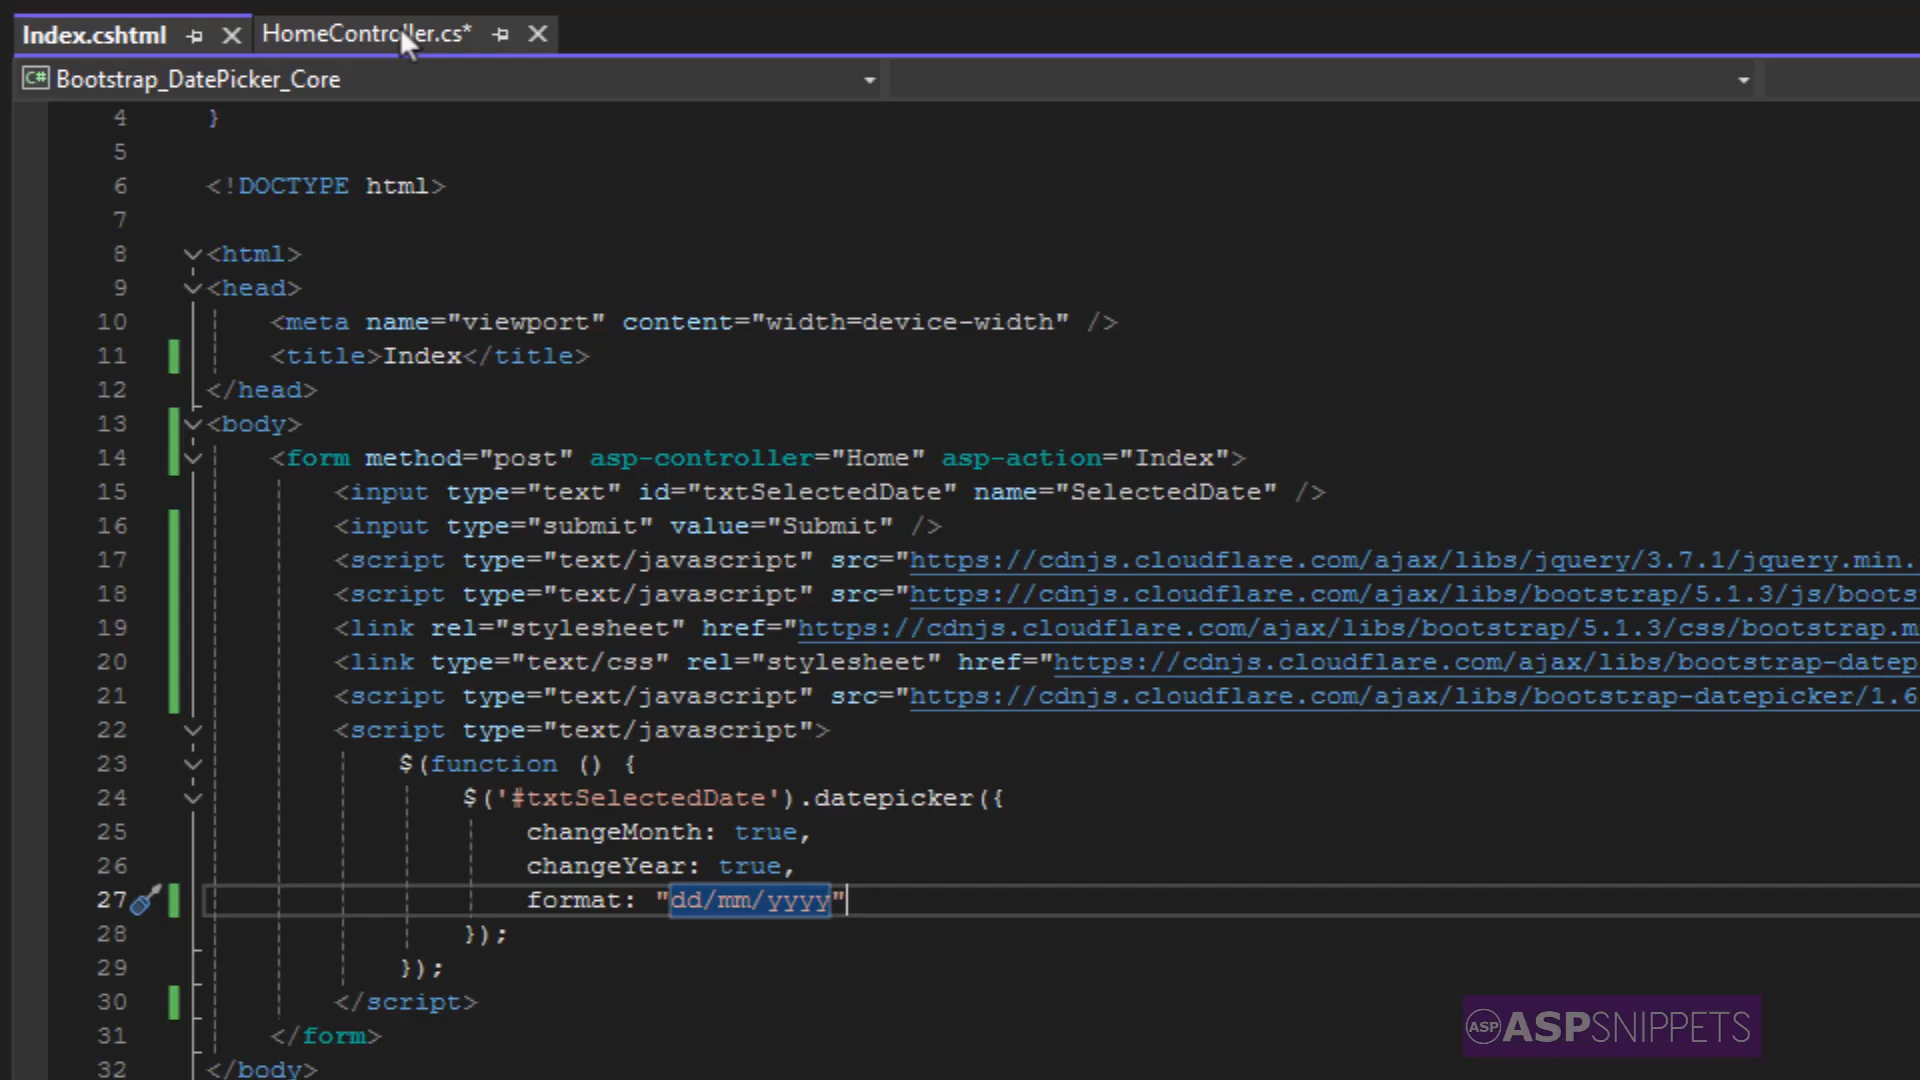 Index.cshtml
HomeController.cs*
C# Bootstrap_DatePicker_Core
4 }
5
6 <!DOCTYPE html>
7
8 <html>
9 <head>
10 <meta name="viewport" content="width=device-width" />
11 <title>Index</title>
12 </head>
13 <body>
14 <form method="post" asp-controller="Home" asp-action="Index">
15 <input type="text" id="txtSelectedDate" name="SelectedDate" />
16 <input type="submit" value="Submit" />
17 <script type="text/javascript" src="https://cdnjs.cloudflare.com/ajax/libs/jquery/3.7.1/jquery.min.
18 <script type="text/javascript" src="https://cdnjs.cloudflare.com/ajax/libs/bootstrap/5.1.3/js/boots
19 <link rel="stylesheet" href="https://cdnjs.cloudflare.com/ajax/libs/bootstrap/5.1.3/css/bootstrap.m
20 <link type="text/css" rel="stylesheet" href="https://cdnjs.cloudflare.com/ajax/libs/bootstrap-datep
21 <script type="text/javascript" src="https://cdnjs.cloudflare.com/ajax/libs/bootstrap-datepicker/1.6
22 <script type="text/javascript">
23 $(function () {
24 $('#txtSelectedDate').datepicker({
25 changeMonth: true,
26 changeYear: true,
27 format: "dd/mm/yyyy"
28 });
29 });
30 </script>
31 </form>
32 </body>
ASP ASPSNIPPETS